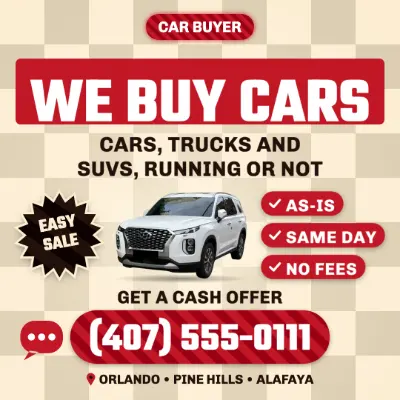 CAR BUYER
WE BUY CARS
CARS, TRUCKS AND
SUVS, RUNNING OR NOT
EASY
SALE
✓ AS-IS
✓ SAME DAY
✓ NO FEES
GET A CASH OFFER
(407) 555-0111
ORLANDO • PINE HILLS • ALAFAYA